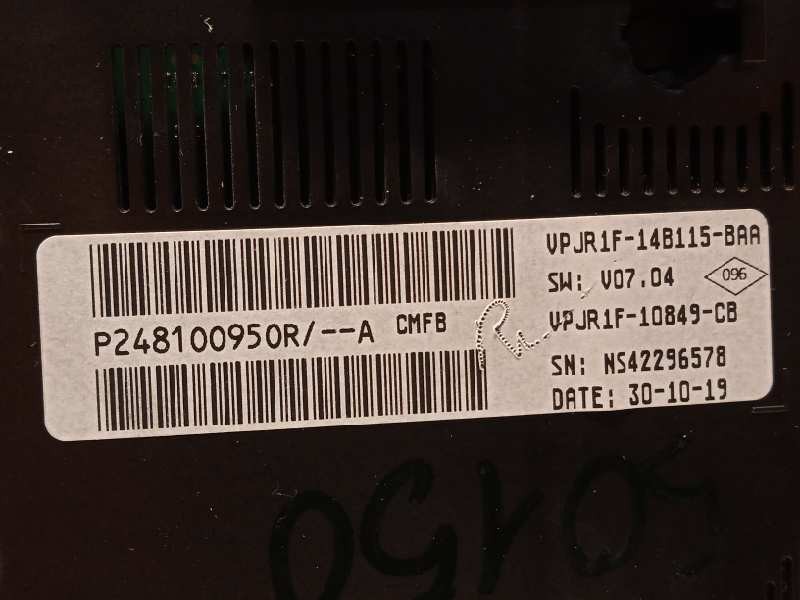 VPJR1F-14B115-BAA
SW: V07.04
096
P248100950R/--A CMFB
VPJR1F-10849-CB
SN: NS42296578
DATE: 30-10-19